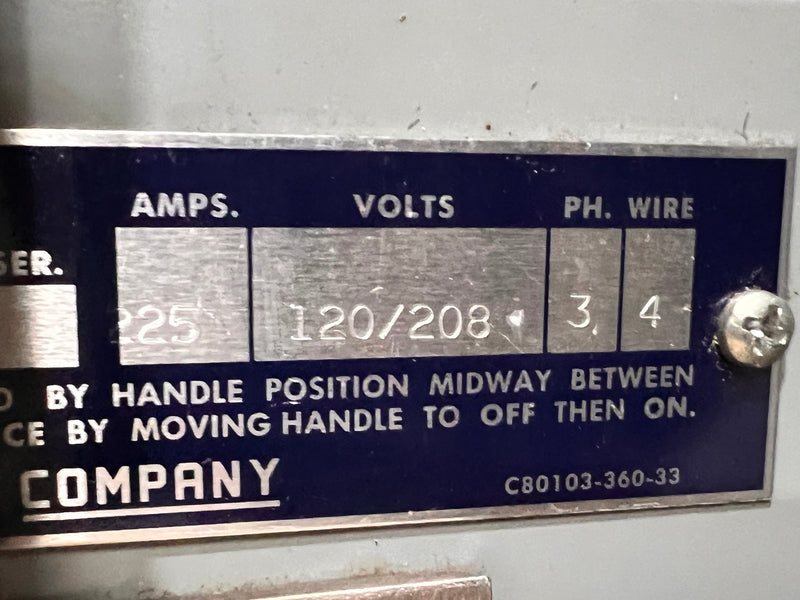 AMPS. VOLTS PH. WIRE
SER.
225 120/208 3 4
BY HANDLE POSITION MIDWAY BETWEEN
CE BY MOVING HANDLE TO OFF THEN ON.
COMPANY
C80103-360-33